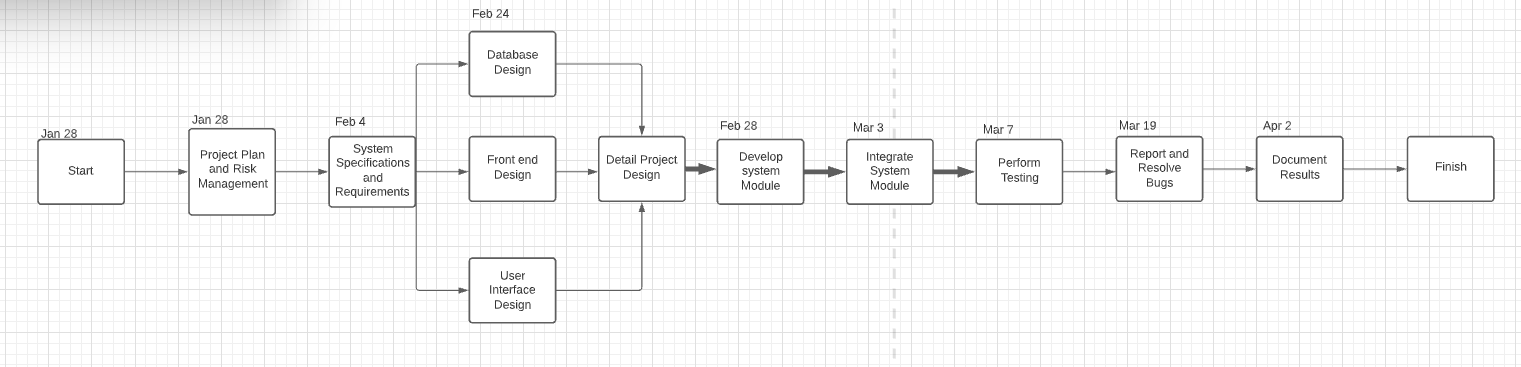 Jan 28
Start
Jan 28
Project Plan
and Risk
Management
Feb 4
System
Specifications
and
Requirements
Feb 24
Database
Design
Front end
Design
User
Interface
Design
Detail Project
Design
Feb 28
Develop
system
Module
Mar 3
Integrate
System
Module
Mar 7
Perform
Testing
Mar 19
Report and
Resolve
Bugs
Apr 2
Document
Results
Finish